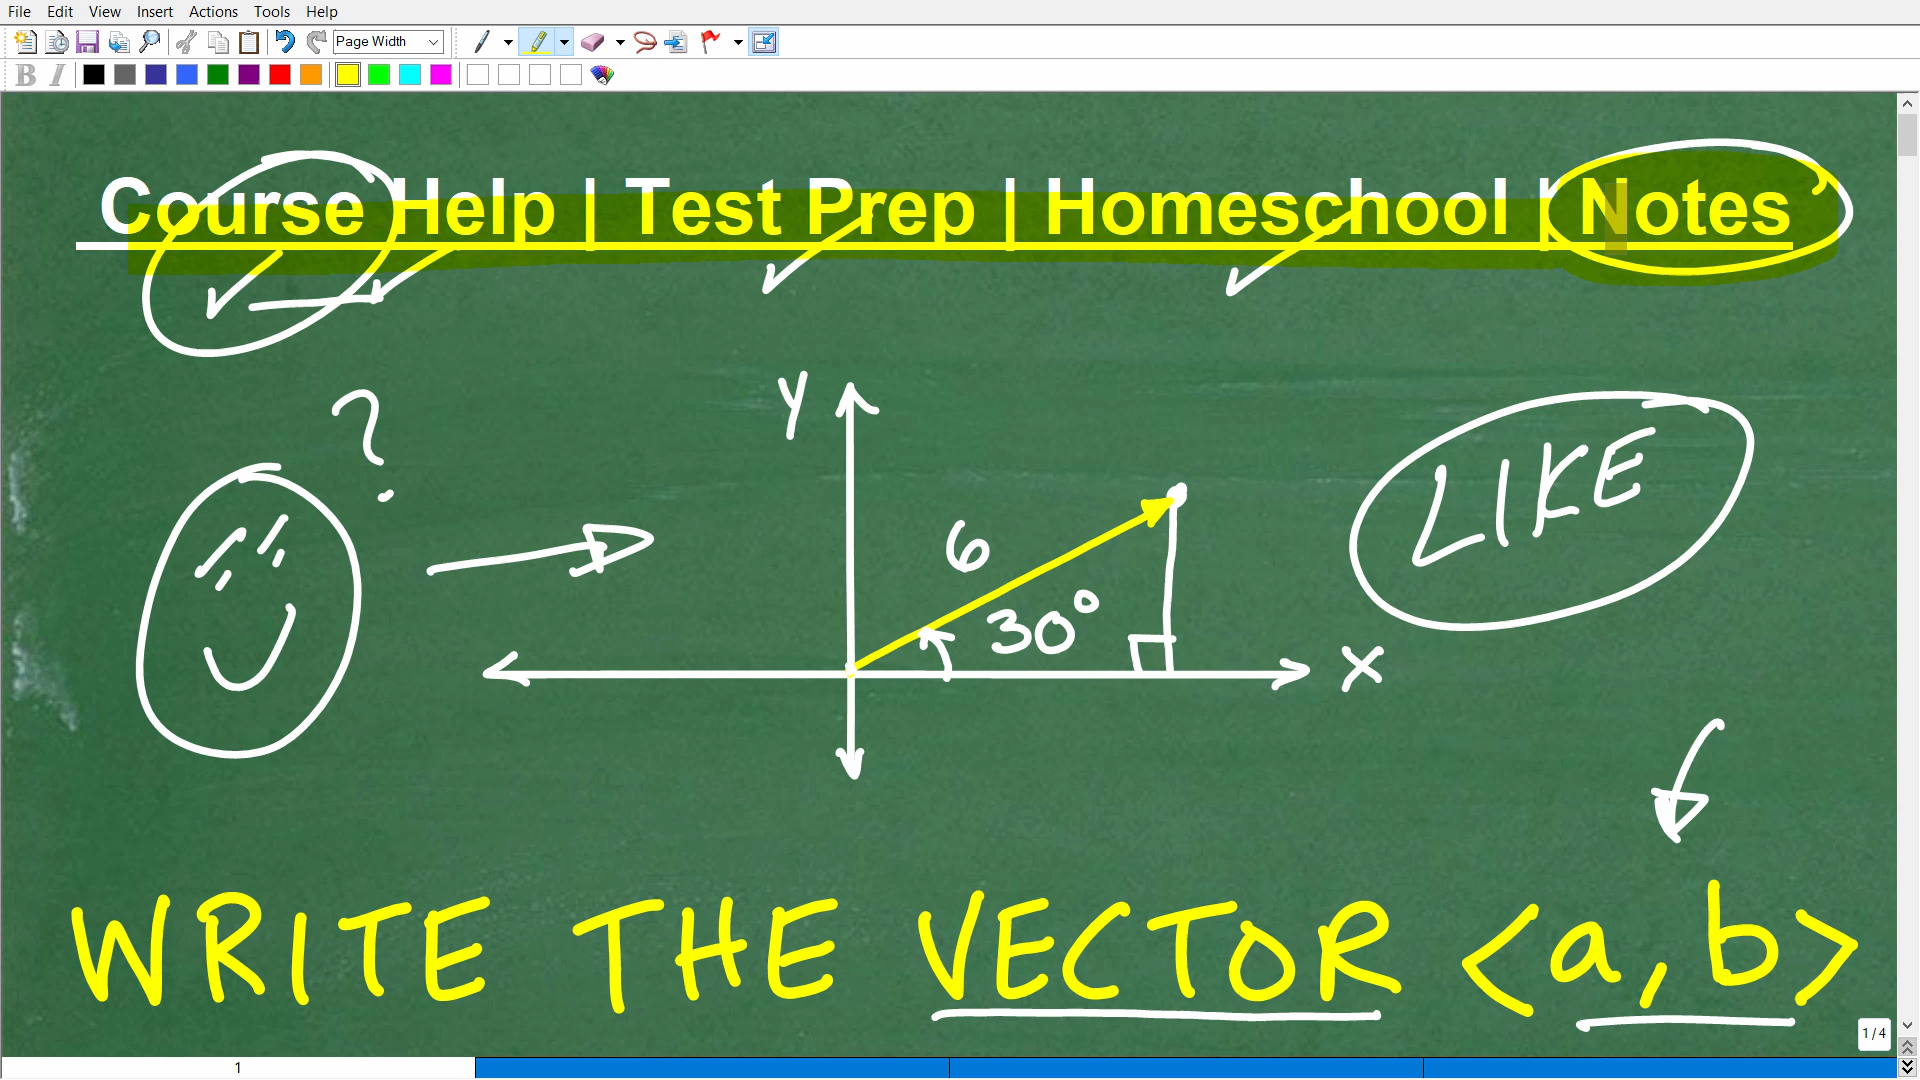 File Edit View Insert Actions Tools Help
Page Width
B I
Course Help | Test Prep | Homeschool | Notes
?
y
LIKE
6
30°
x
WRITE THE VECTOR <a, b>
1 / 4
1